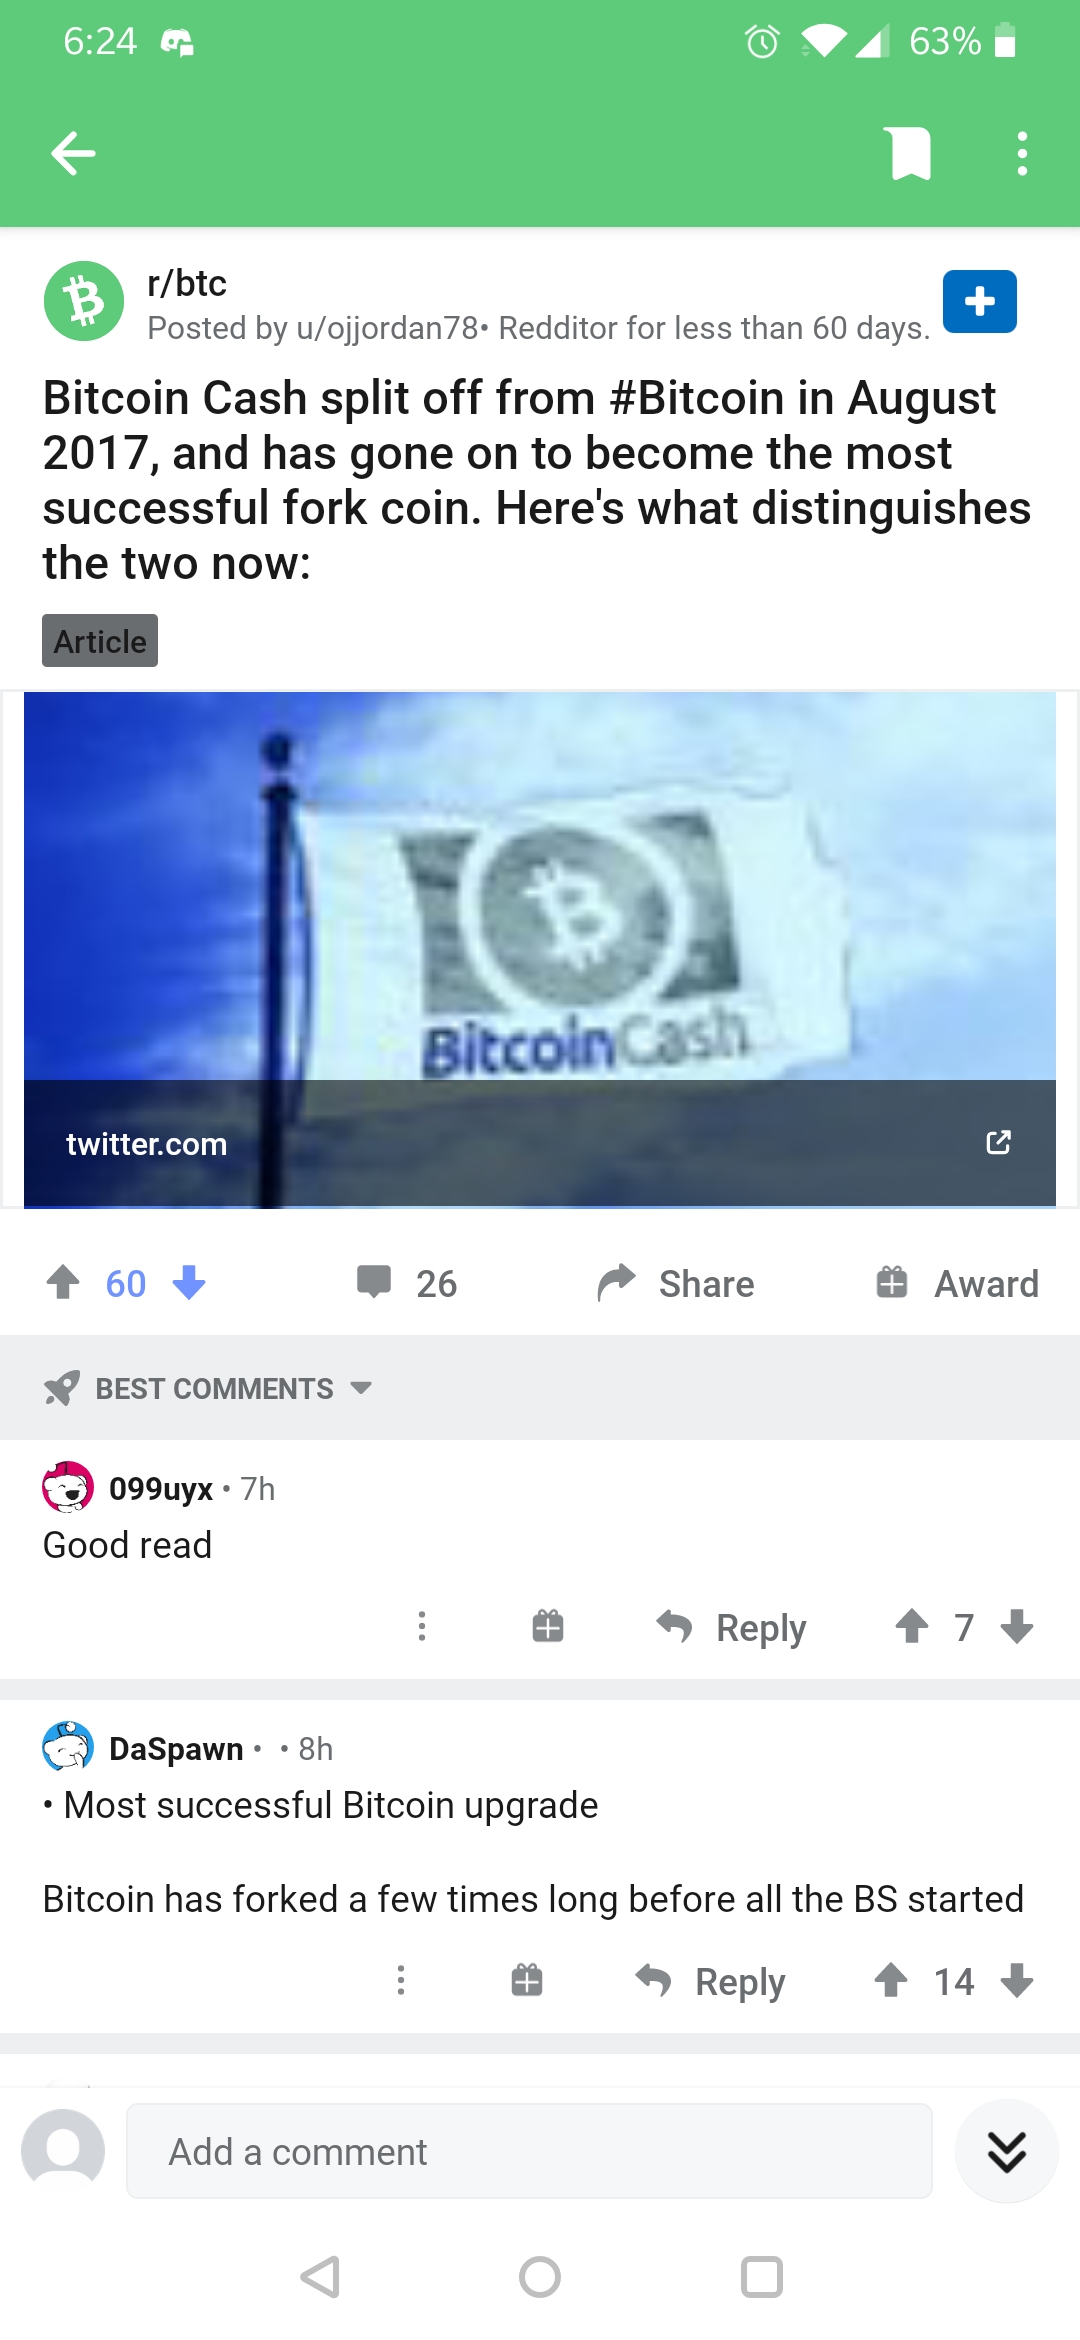 6:24
63%
r/btc
Posted by u/ojjordan78• Redditor for less than 60 days.
Bitcoin Cash split off from #Bitcoin in August
2017, and has gone on to become the most
successful fork coin. Here's what distinguishes
the two now:
Article
BitcoinCash
twitter.com
60
26
Share
Award
BEST COMMENTS
099uyx • 7h
Good read
Reply
7
DaSpawn • • 8h
• Most successful Bitcoin upgrade
Bitcoin has forked a few times long before all the BS started
Reply
14
Add a comment